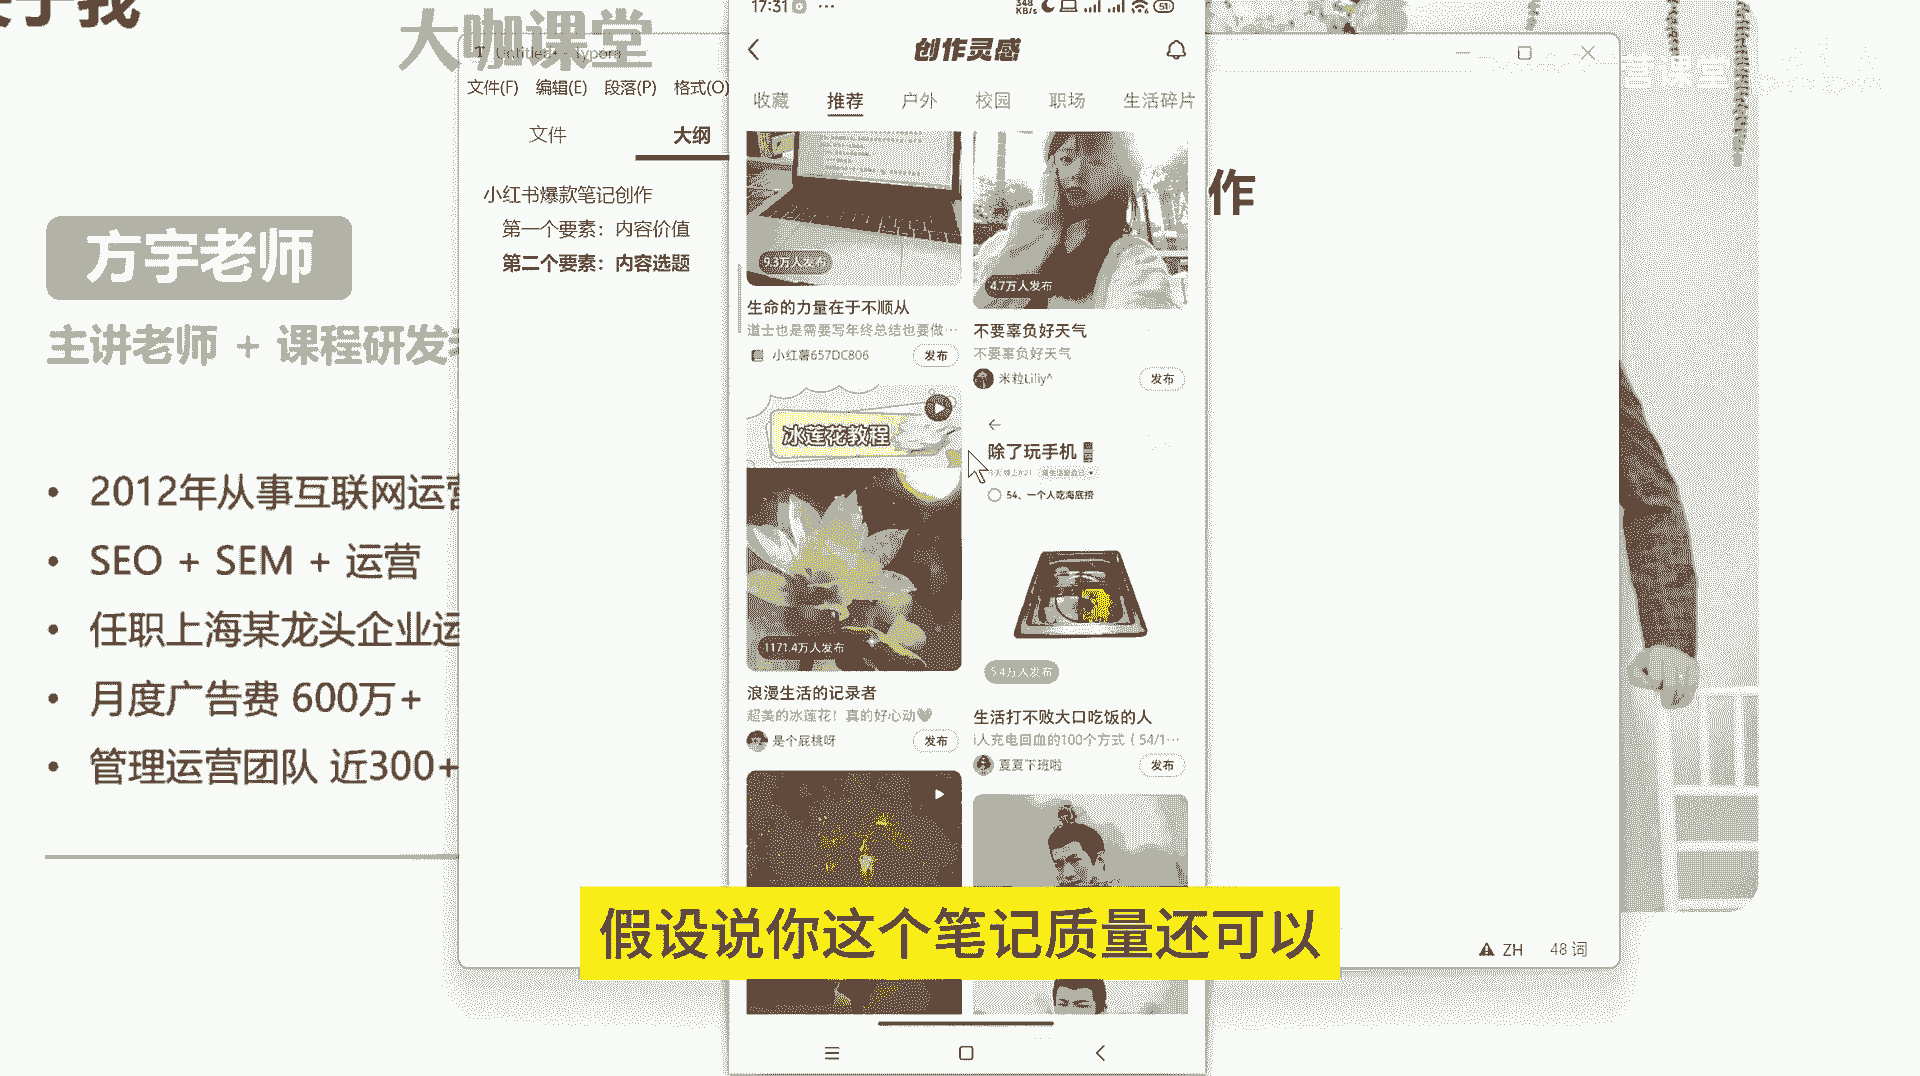 大咖课堂
方宇老师
主讲老师 + 课程研发
2012年从事互联网运营
SEO + SEM + 运营
任职上海某龙头企业运
月度广告费 600万+
管理运营团队 近300+
Untitled - Typora
文件(F) 编辑(E) 段落(P) 格式(O)
文件 大纲
小红书爆款笔记创作
第一个要素：内容价值
第二个要素：内容选题
作
ZH 48 词
17:31
348 KB/s
51
创作灵感
收藏 推荐 户外 校园 职场 生活碎片
9.3万人发布
生命的力量在于不顺从
道士也是需要写年终总结也要做…
小红薯657DC806 发布
4.7万人发布
不要辜负好天气
不要辜负好天气
米粒Liliy^ 发布
冰莲花教程
1171.4万人发布
浪漫生活的记录者
超美的冰莲花！真的好心动
是个屁桃呀 发布
除了玩手机
54、一个人吃海底捞
5.4万人发布
生活打不败大口吃饭的人
人充电回血的100个方式（54/1…
夏夏下班啦 发布
假设说你这个笔记质量还可以